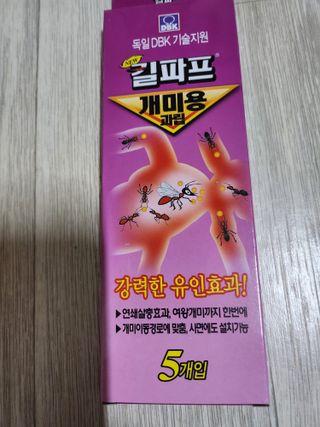 DBK
독일 DBK 기술지원
NEW
킬파프
개미용
과립
강력한 유인효과!
▶연쇄살충효과, 여왕개미까지 한번에
▶개미이동경로에 맞춤, 사면에도 설치가능
5개입